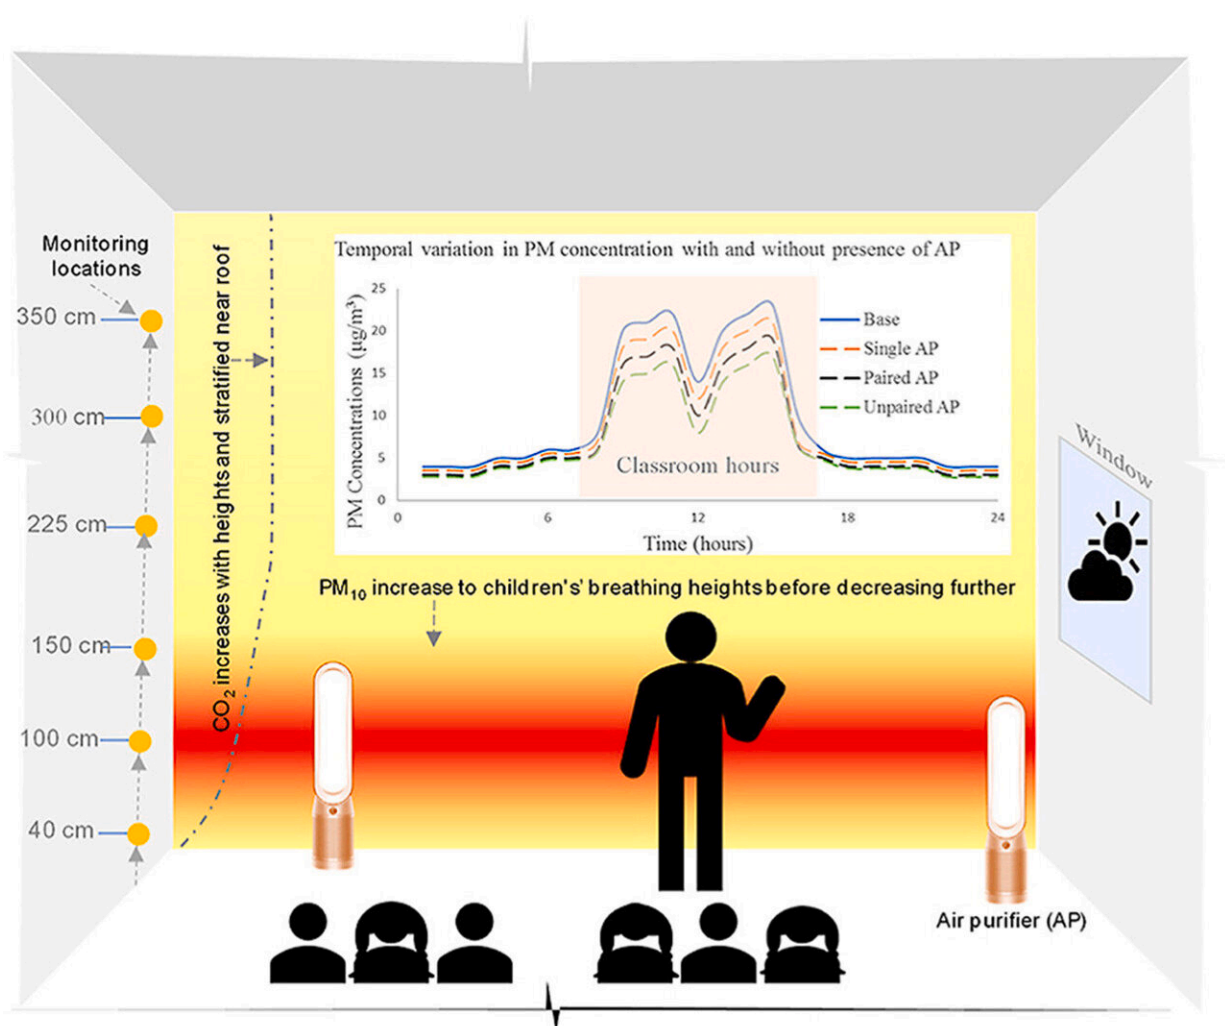 Monitoring
locations
350 cm
300 cm
225 cm
150 cm
100 cm
40 cm
CO₂ increases with heights and stratified near roof
Temporal variation in PM concentration with and without presence of AP
PM Concentrations (µg/m³)
25
20
15
10
5
0
0
6
12
18
24
Time (hours)
Classroom hours
Base
Single AP
Paired AP
Unpaired AP
PM₁₀ increase to children's' breathing heights before decreasing further
Window
Air purifier (AP)